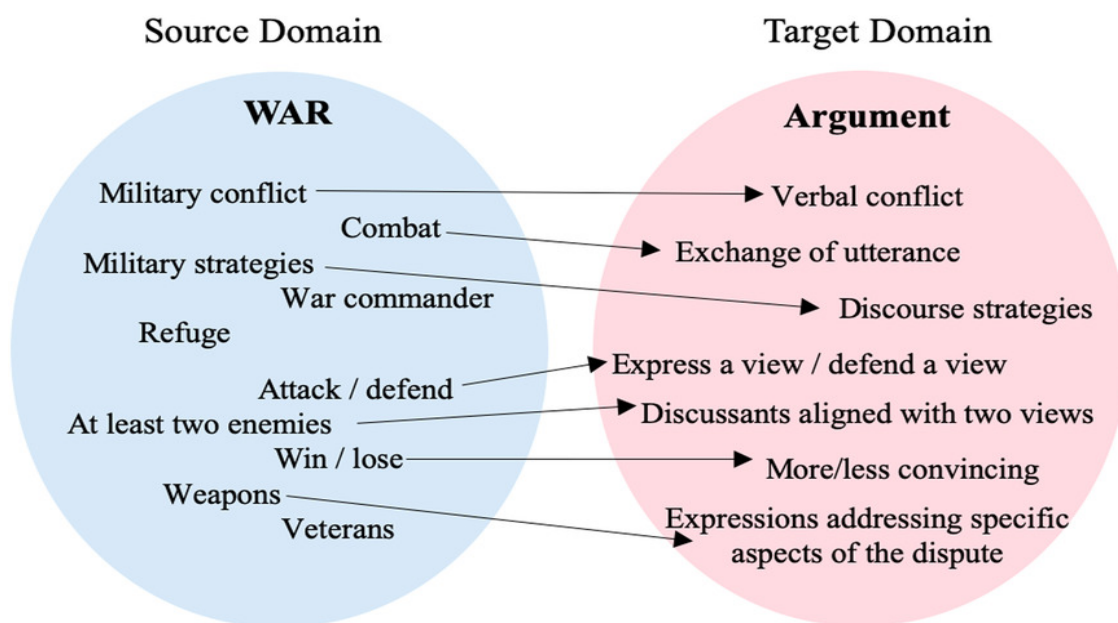 Source Domain
Target Domain
WAR
Argument
Military conflict
Verbal conflict
Combat
Exchange of utterance
Military strategies
War commander
Discourse strategies
Refuge
Express a view / defend a view
Attack / defend
Discussants aligned with two views
At least two enemies
Win / lose
More/less convincing
Weapons
Expressions addressing specific
aspects of the dispute
Veterans